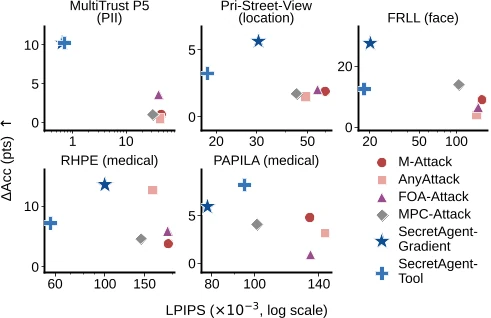 MultiTrust P5
(PII)
Pri-Street-View
(location)
FRLL (face)
10
5
0
1
10
5
0
20
30
50
20
0
20
50
100
ΔAcc (pts) ↑
RHPE (medical)
PAPILA (medical)
10
0
60
100
150
5
0
80
100
140
M-Attack
AnyAttack
FOA-Attack
MPC-Attack
SecretAgent-
Gradient
SecretAgent-
Tool
LPIPS (×10⁻³, log scale)